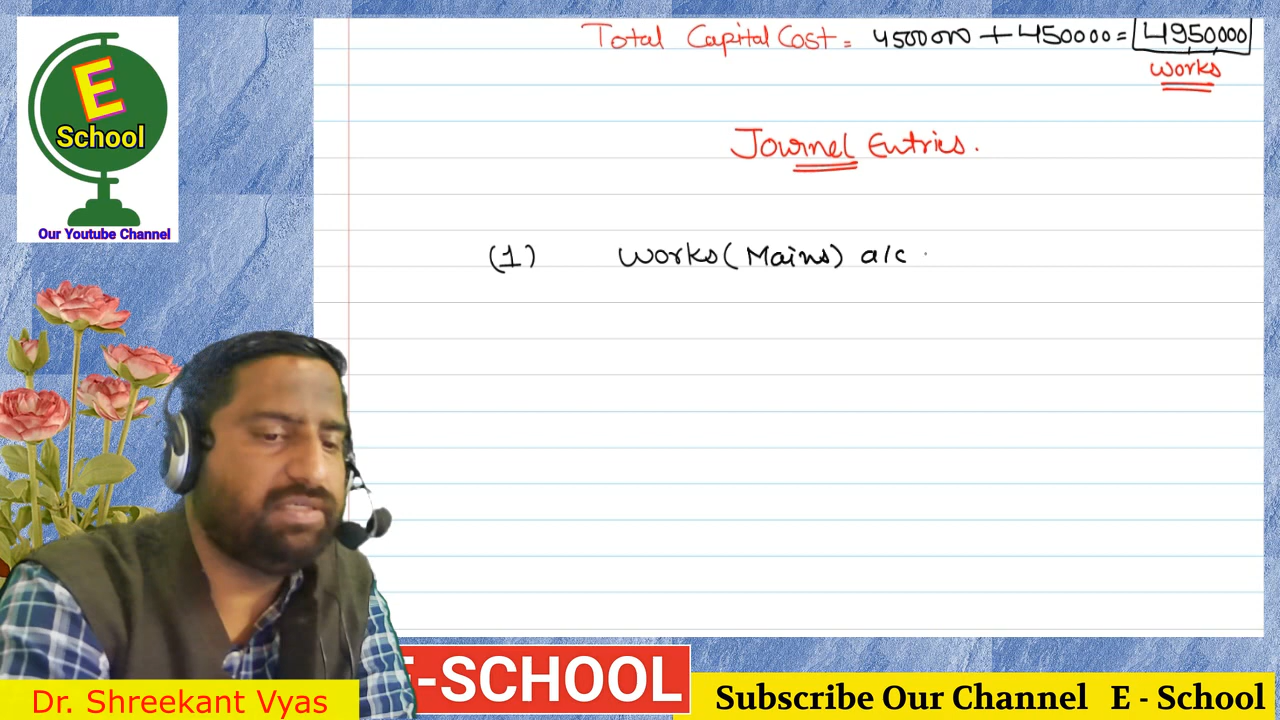 Total Capital Cost = 4500000 + 450000 = 4950000
works
Journel Entries.
(1) Works (Mains) a/c
E
School
Our Youtube Channel
E-SCHOOL
Dr. Shreekant Vyas
Subscribe Our Channel E - School